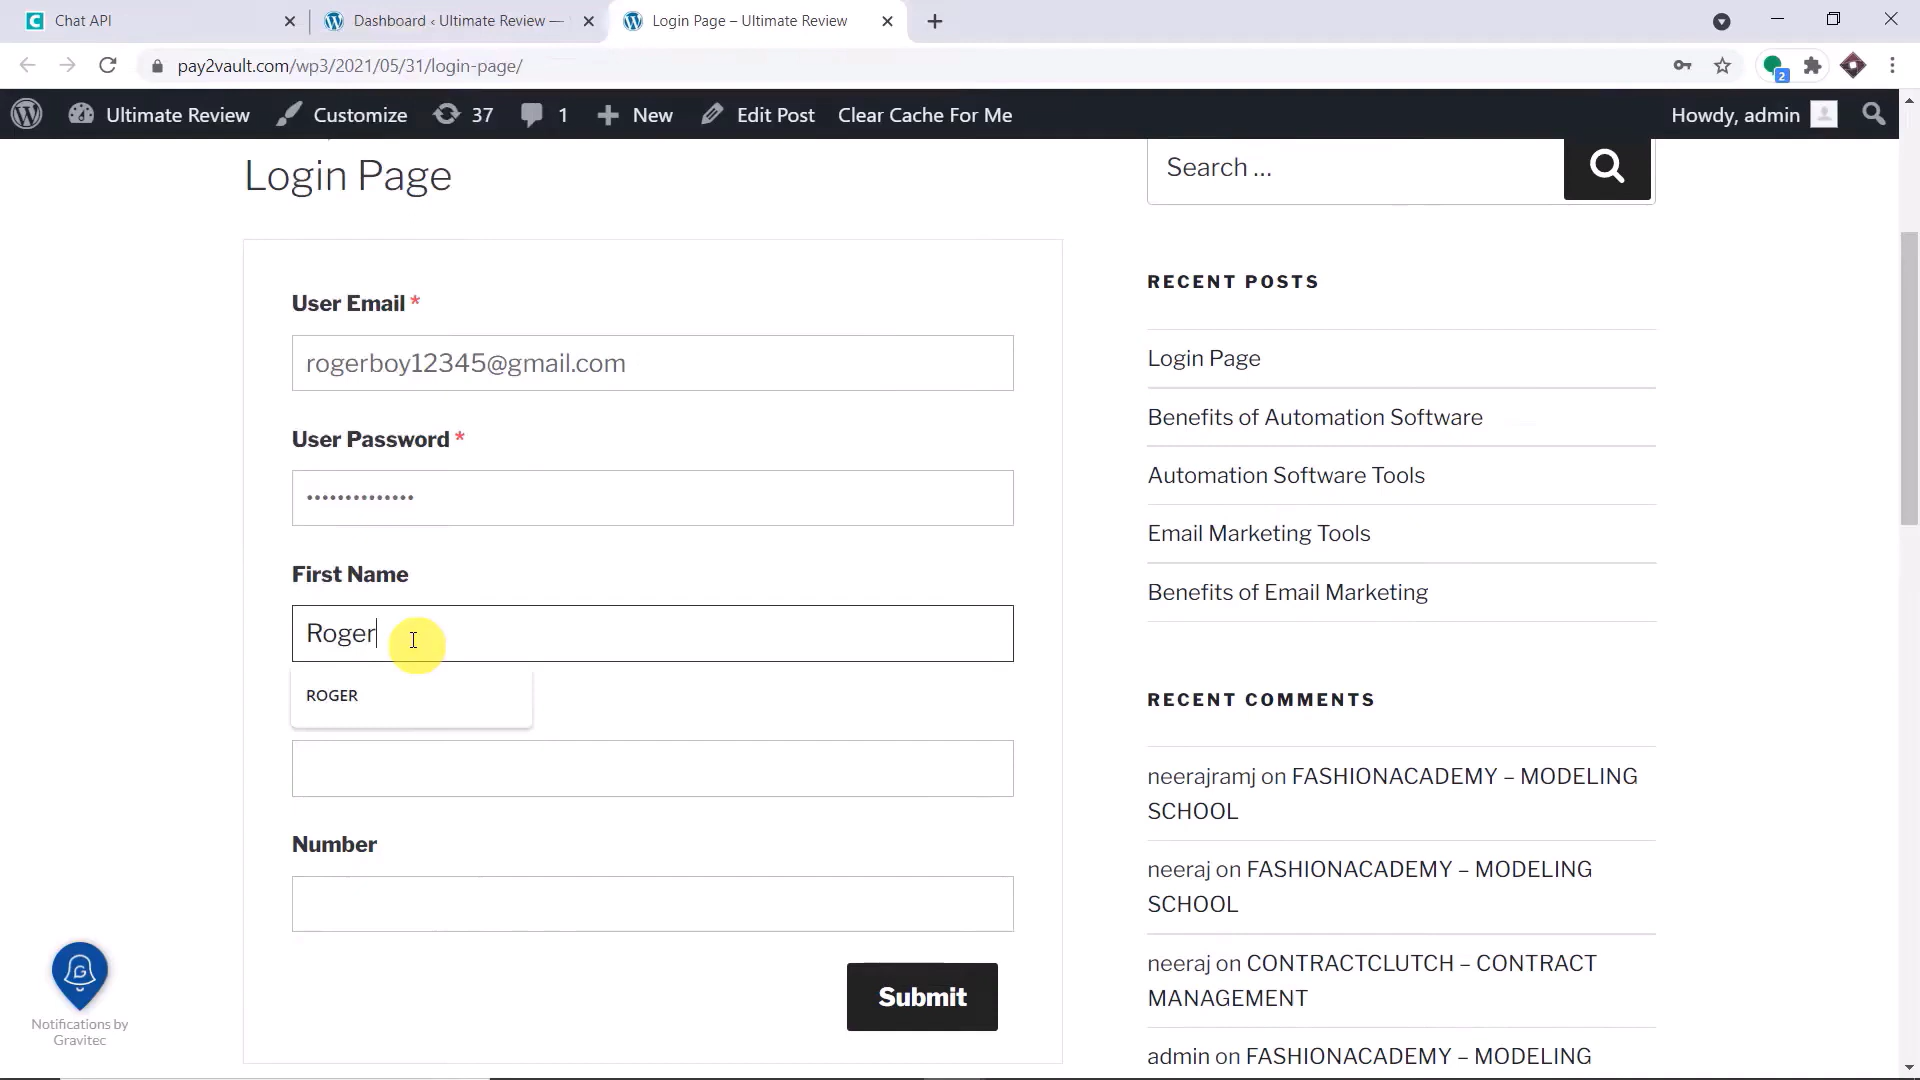 Chat API
Dashboard ‹ Ultimate Review —
Login Page – Ultimate Review
pay2vault.com/wp3/2021/05/31/login-page/
2
Ultimate Review
Customize
37
1
New
Edit Post
Clear Cache For Me
Howdy, admin
Login Page
User Email *
rogerboy12345@gmail.com
User Password *
••••••••••••••
First Name
Roger
ROGER
Number
Submit
Notifications by
Gravitec
Search ...
RECENT POSTS
Login Page
Benefits of Automation Software
Automation Software Tools
Email Marketing Tools
Benefits of Email Marketing
RECENT COMMENTS
neerajramj on FASHIONACADEMY – MODELING
SCHOOL
neeraj on FASHIONACADEMY – MODELING
SCHOOL
neeraj on CONTRACTCLUTCH – CONTRACT
MANAGEMENT
admin on FASHIONACADEMY – MODELING